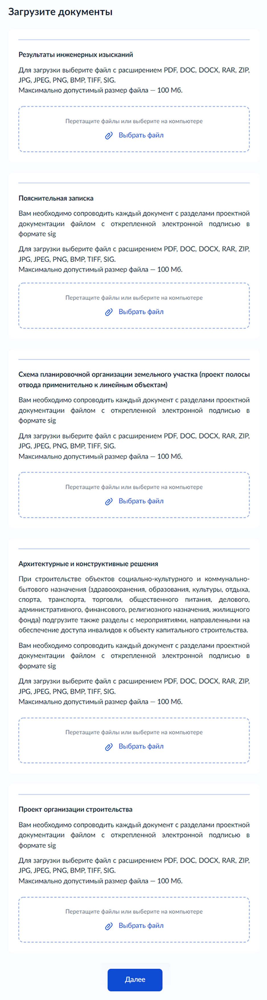 Загрузите документы
Результаты инженерных изысканий
Для загрузки выберите файл с расширением PDF, DOC, DOCX, RAR, ZIP,
JPG, JPEG, PNG, BMP, TIFF, SIG.
Максимально допустимый размер файла — 100 Мб.
Перетащите файлы или выберите на компьютере
Выбрать файл
Пояснительная записка
Вам необходимо сопроводить каждый документ с разделами проектной
документации файлом с открепленной электронной подписью в
формате sig
Для загрузки выберите файл с расширением PDF, DOC, DOCX, RAR, ZIP,
JPG, JPEG, PNG, BMP, TIFF, SIG.
Максимально допустимый размер файла — 100 Мб.
Перетащите файлы или выберите на компьютере
Выбрать файл
Схема планировочной организации земельного участка (проект полосы
отвода применительно к линейным объектам)
Вам необходимо сопроводить каждый документ с разделами проектной
документации файлом с открепленной электронной подписью в
формате sig
Для загрузки выберите файл с расширением PDF, DOC, DOCX, RAR, ZIP,
JPG, JPEG, PNG, BMP, TIFF, SIG.
Максимально допустимый размер файла — 100 Мб.
Перетащите файлы или выберите на компьютере
Выбрать файл
Архитектурные и конструктивные решения
При строительстве объектов социально-культурного и коммунально-
бытового назначения (здравоохранения, образования, культуры, отдыха,
спорта, транспорта, торговли, общественного питания, делового,
административного, финансового, религиозного назначения, жилищного
фонда) подгрузите также разделы с мероприятиями, направленными на
обеспечение доступа инвалидов к объекту капитального строительства.
Вам необходимо сопроводить каждый документ с разделами проектной
документации файлом с открепленной электронной подписью в
формате sig
Для загрузки выберите файл с расширением PDF, DOC, DOCX, RAR, ZIP,
JPG, JPEG, PNG, BMP, TIFF, SIG.
Максимально допустимый размер файла — 100 Мб.
Перетащите файлы или выберите на компьютере
Выбрать файл
Проект организации строительства
Вам необходимо сопроводить каждый документ с разделами проектной
документации файлом с открепленной электронной подписью в
формате sig
Для загрузки выберите файл с расширением PDF, DOC, DOCX, RAR, ZIP,
JPG, JPEG, PNG, BMP, TIFF, SIG.
Максимально допустимый размер файла — 100 Мб.
Перетащите файлы или выберите на компьютере
Выбрать файл
Далее